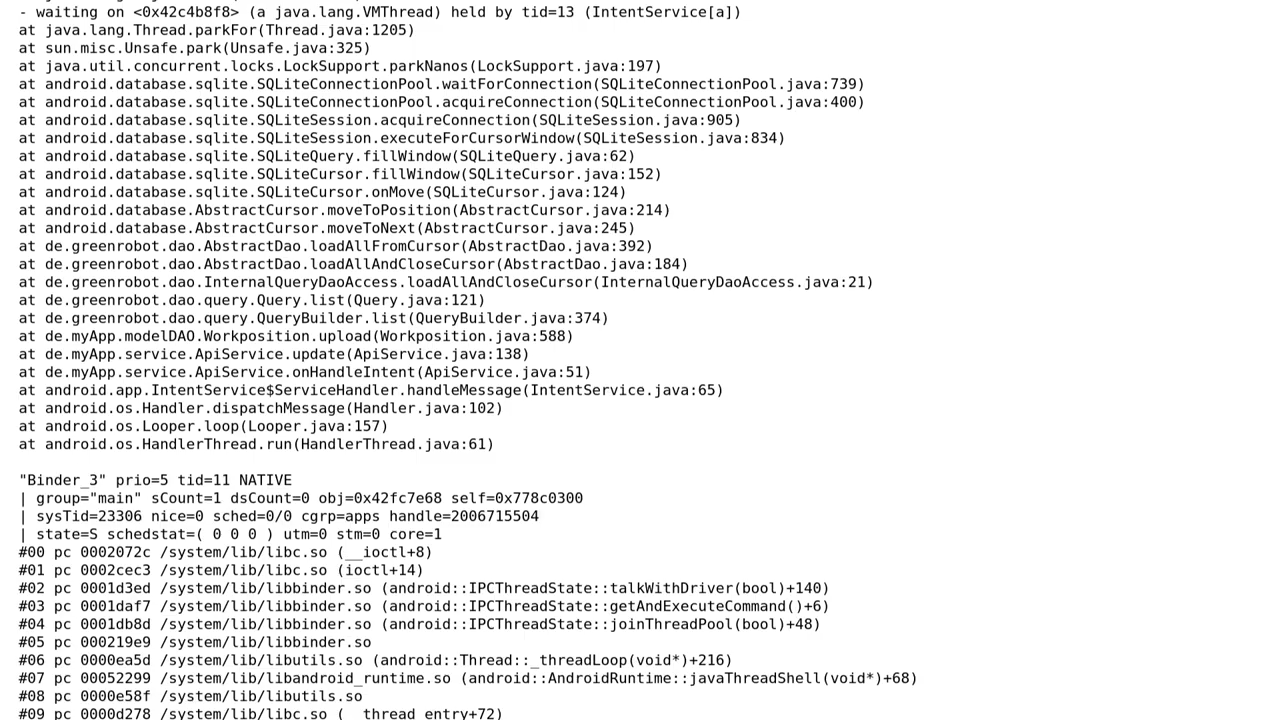 - waiting on <0x42c4b8f8> (a java.lang.VMThread) held by tid=13 (IntentService[a])
at java.lang.Thread.parkFor(Thread.java:1205)
at sun.misc.Unsafe.park(Unsafe.java:325)
at java.util.concurrent.locks.LockSupport.parkNanos(LockSupport.java:197)
at android.database.sqlite.SQLiteConnectionPool.waitForConnection(SQLiteConnectionPool.java:739)
at android.database.sqlite.SQLiteConnectionPool.acquireConnection(SQLiteConnectionPool.java:400)
at android.database.sqlite.SQLiteSession.acquireConnection(SQLiteSession.java:905)
at android.database.sqlite.SQLiteSession.executeForCursorWindow(SQLiteSession.java:834)
at android.database.sqlite.SQLiteQuery.fillWindow(SQLiteQuery.java:62)
at android.database.sqlite.SQLiteCursor.fillWindow(SQLiteCursor.java:152)
at android.database.sqlite.SQLiteCursor.onMove(SQLiteCursor.java:124)
at android.database.AbstractCursor.moveToPosition(AbstractCursor.java:214)
at android.database.AbstractCursor.moveToNext(AbstractCursor.java:245)
at de.greenrobot.dao.AbstractDao.loadAllFromCursor(AbstractDao.java:392)
at de.greenrobot.dao.AbstractDao.loadAllAndCloseCursor(AbstractDao.java:184)
at de.greenrobot.dao.InternalQueryDaoAccess.loadAllAndCloseCursor(InternalQueryDaoAccess.java:21)
at de.greenrobot.dao.query.Query.list(Query.java:121)
at de.greenrobot.dao.query.QueryBuilder.list(QueryBuilder.java:374)
at de.myApp.modelDAO.Workposition.upload(Workposition.java:588)
at de.myApp.service.ApiService.update(ApiService.java:138)
at de.myApp.service.ApiService.onHandleIntent(ApiService.java:51)
at android.app.IntentService$ServiceHandler.handleMessage(IntentService.java:65)
at android.os.Handler.dispatchMessage(Handler.java:102)
at android.os.Looper.loop(Looper.java:157)
at android.os.HandlerThread.run(HandlerThread.java:61)
"Binder_3" prio=5 tid=11 NATIVE
| group="main" sCount=1 dsCount=0 obj=0x42fc7e68 self=0x778c0300
| sysTid=23306 nice=0 sched=0/0 cgrp=apps handle=2006715504
| state=S schedstat=( 0 0 0 ) utm=0 stm=0 core=1
#00 pc 0002072c /system/lib/libc.so (__ioctl+8)
#01 pc 0002cec3 /system/lib/libc.so (ioctl+14)
#02 pc 0001d3ed /system/lib/libbinder.so (android::IPCThreadState::talkWithDriver(bool)+140)
#03 pc 0001daf7 /system/lib/libbinder.so (android::IPCThreadState::getAndExecuteCommand()+6)
#04 pc 0001db8d /system/lib/libbinder.so (android::IPCThreadState::joinThreadPool(bool)+48)
#05 pc 000219e9 /system/lib/libbinder.so
#06 pc 0000ea5d /system/lib/libutils.so (android::Thread::_threadLoop(void*)+216)
#07 pc 00052299 /system/lib/libandroid_runtime.so (android::AndroidRuntime::javaThreadShell(void*)+68)
#08 pc 0000e58f /system/lib/libutils.so
#09 pc 0000d278 /system/lib/libc.so (__thread_entry+72)